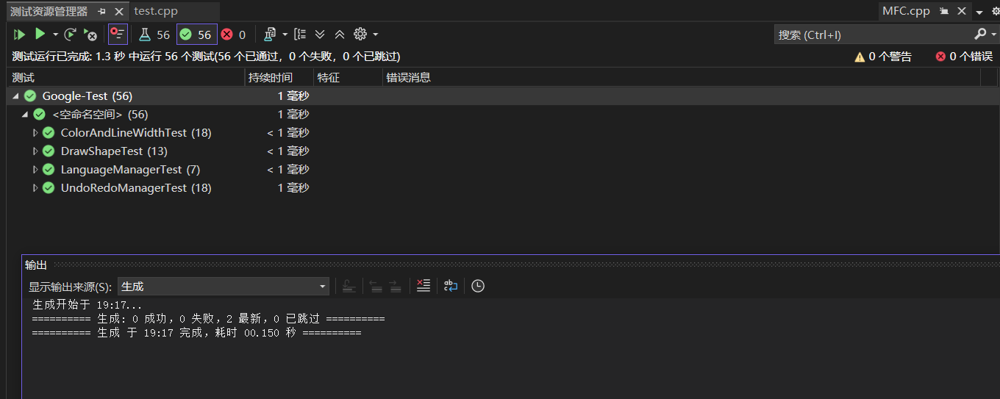 测试资源管理器 test.cpp MFC.cpp
56 56 0 搜索 (Ctrl+I)
测试运行已完成: 1.3 秒 中运行 56 个测试(56 个已通过，0 个失败，0 个已跳过) 0 个警告 0 个错误
测试 持续时间 特征 错误消息
Google-Test (56) 1 毫秒
<空命名空间> (56) 1 毫秒
ColorAndLineWidthTest (18) < 1 毫秒
DrawShapeTest (13) < 1 毫秒
LanguageManagerTest (7) < 1 毫秒
UndoRedoManagerTest (18) 1 毫秒
输出
显示输出来源(S): 生成
生成开始于 19:17...
========== 生成: 0 成功，0 失败，2 最新，0 已跳过 ==========
========== 生成 于 19:17 完成，耗时 00.150 秒 ==========